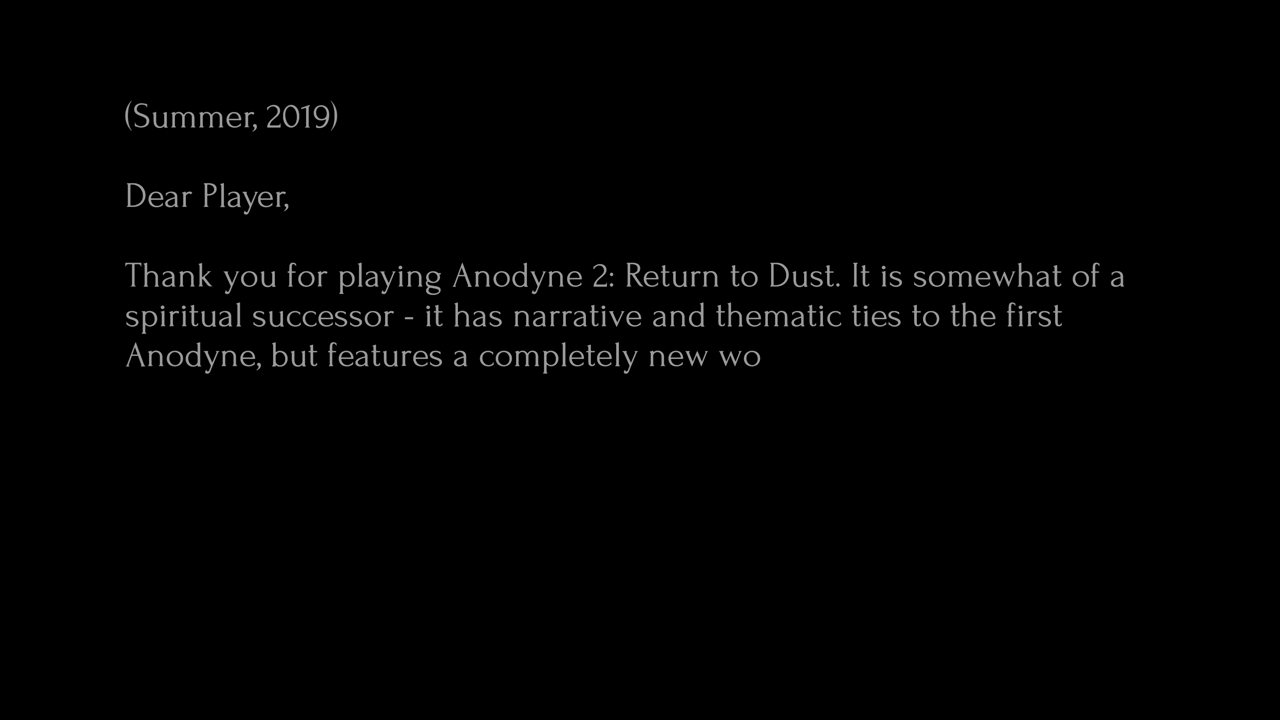 (Summer, 2019)
Dear Player,
Thank you for playing Anodyne 2: Return to Dust. It is somewhat of a
spiritual successor - it has narrative and thematic ties to the first
Anodyne, but features a completely new wo